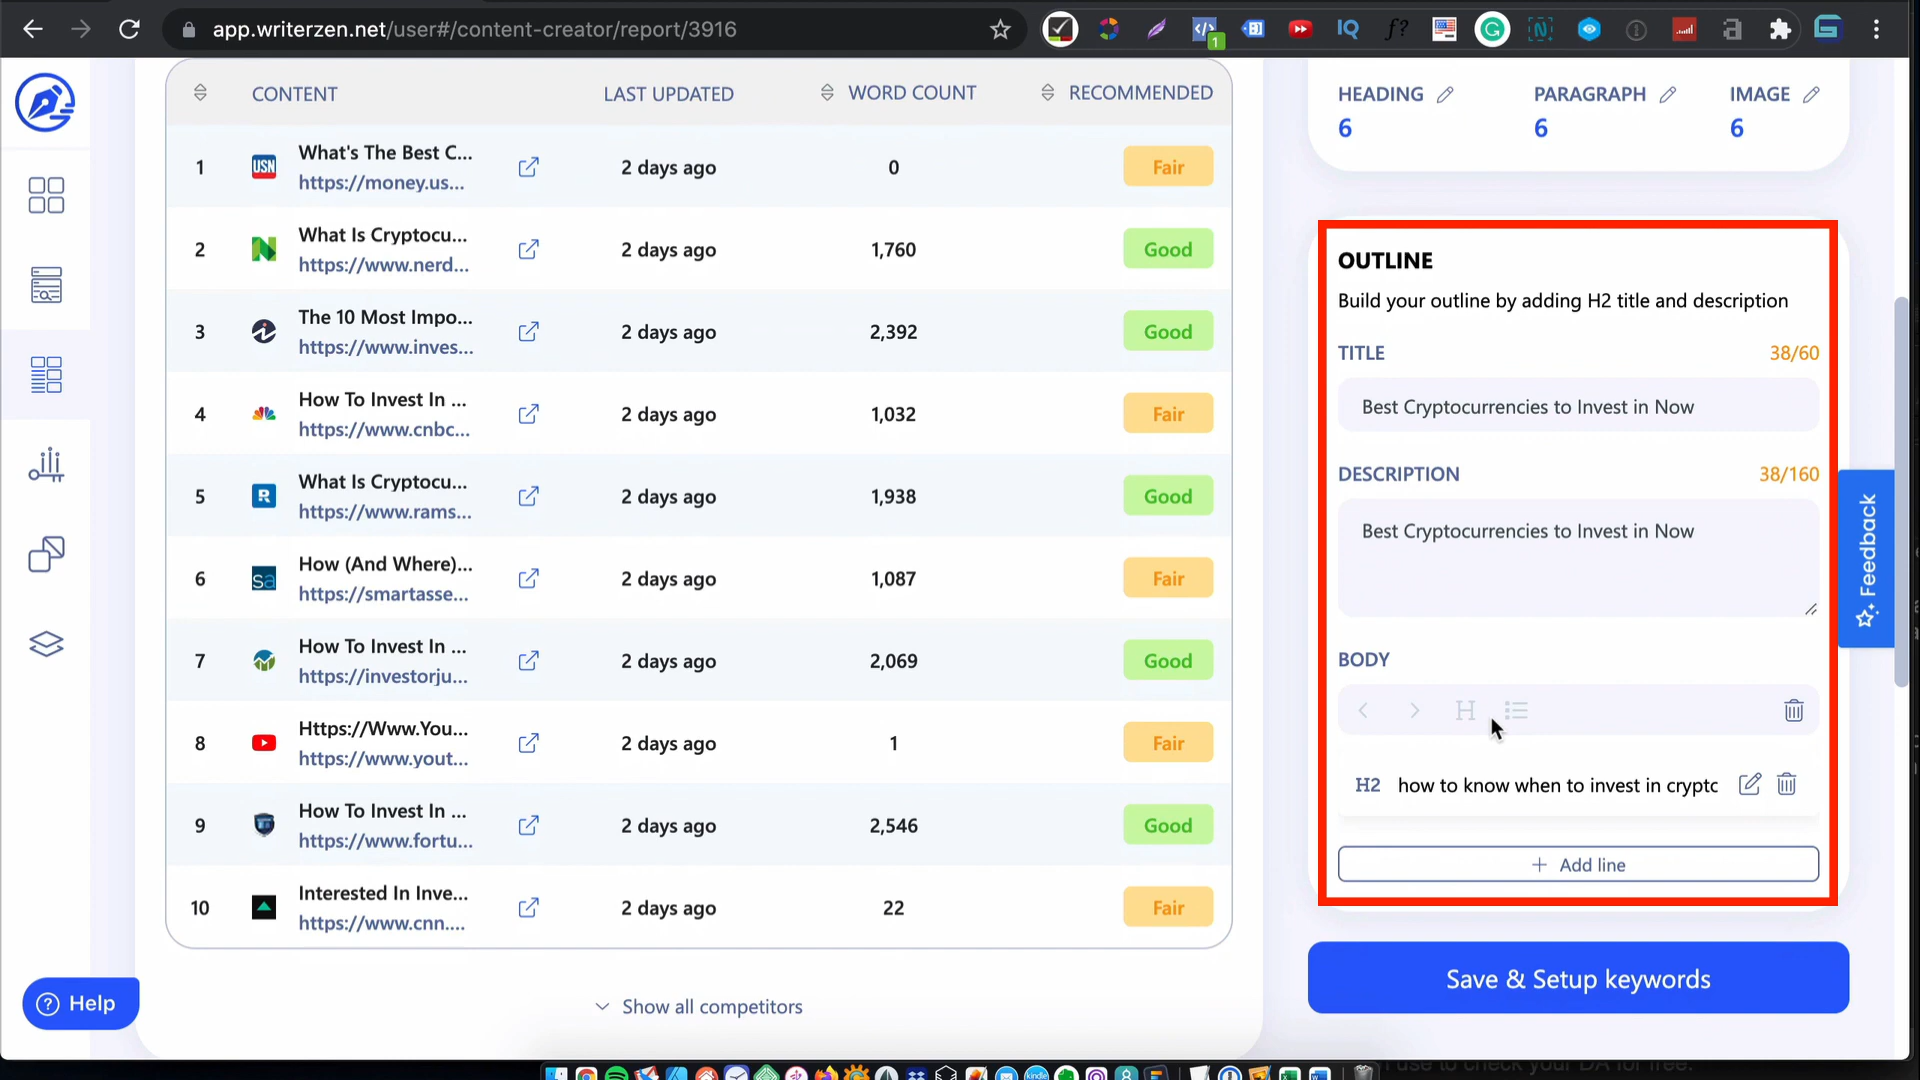 app.writerzen.net/user#/content-creator/report/3916
CONTENT LAST UPDATED WORD COUNT RECOMMENDED
1 USN What's The Best C... 2 days ago 0 Fair
https://money.us...
2 What Is Cryptocu... 2 days ago 1,760 Good
https://www.nerd...
3 The 10 Most Impo... 2 days ago 2,392 Good
https://www.inves...
4 How To Invest In ... 2 days ago 1,032 Fair
https://www.cnbc...
5 R What Is Cryptocu... 2 days ago 1,938 Good
https://www.rams...
6 sa How (And Where)... 2 days ago 1,087 Fair
https://smartasse...
7 How To Invest In ... 2 days ago 2,069 Good
https://investorju...
8 Https://Www.You... 2 days ago 1 Fair
https://www.yout...
9 How To Invest In ... 2 days ago 2,546 Good
https://www.fortu...
10 Interested In Inve... 2 days ago 22 Fair
https://www.cnn....
Show all competitors
Help
HEADING PARAGRAPH IMAGE
6 6 6
OUTLINE
Build your outline by adding H2 title and description
TITLE 38/60
Best Cryptocurrencies to Invest in Now
DESCRIPTION 38/160
Best Cryptocurrencies to Invest in Now
BODY
H
H2 how to know when to invest in cryptc
+ Add line
Save & Setup keywords
Feedback
use to check your DA for free.